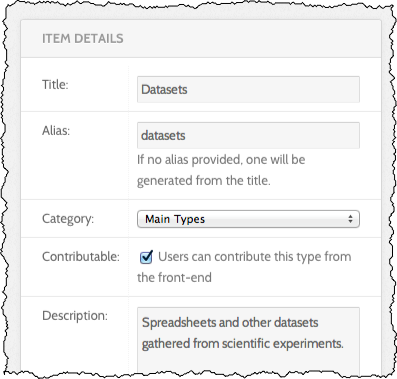 ITEM DETAILS
Title:
Datasets
Alias:
datasets
If no alias provided, one will be
generated from the title.
Category:
Main Types
Contributable:
Users can contribute this type from
the front-end
Description:
Spreadsheets and other datasets
gathered from scientific experiments.